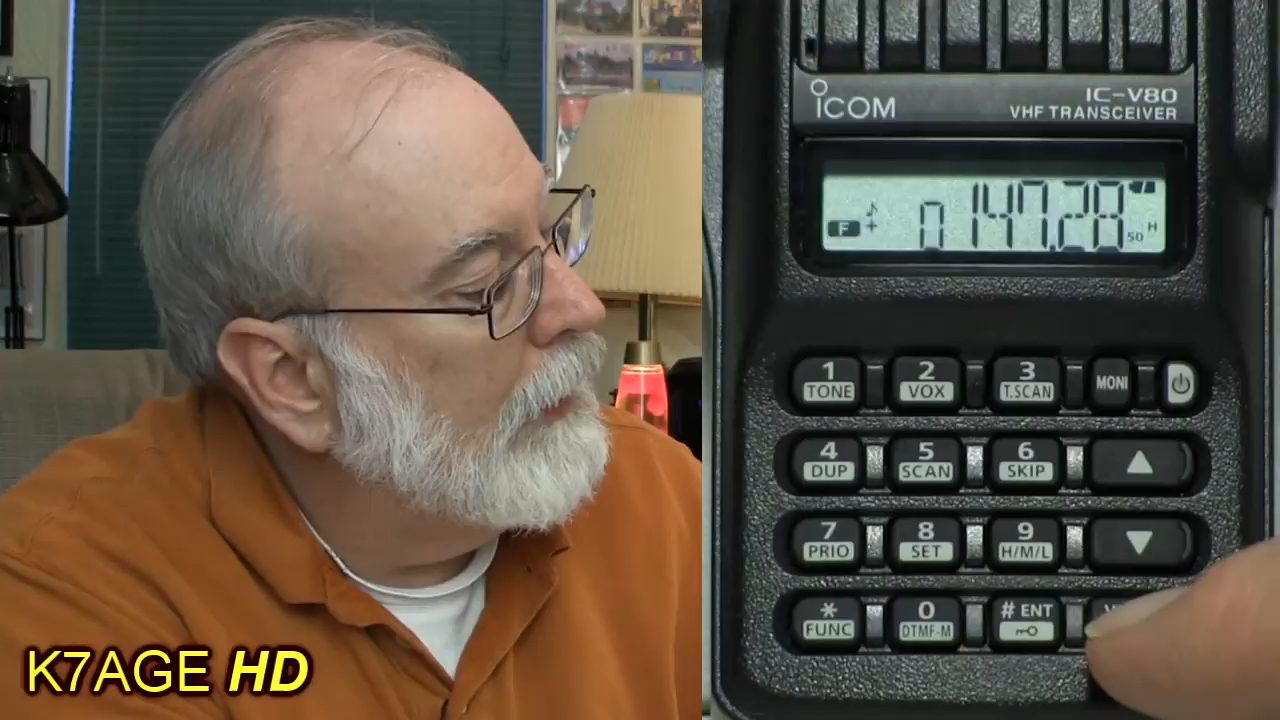 iCOM
IC-V80
VHF TRANSCEIVER
F + 0 147.28 50 H
1 2 3 MONI
TONE VOX T.SCAN
4 5 6
DUP SCAN SKIP
7 8 9
PRIO SET H/M/L
* 0 # ENT
FUNC DTMF-M
K7AGE HD